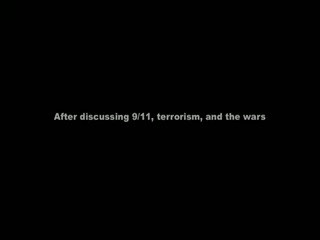 After discussing 9/11, terrorism, and the wars